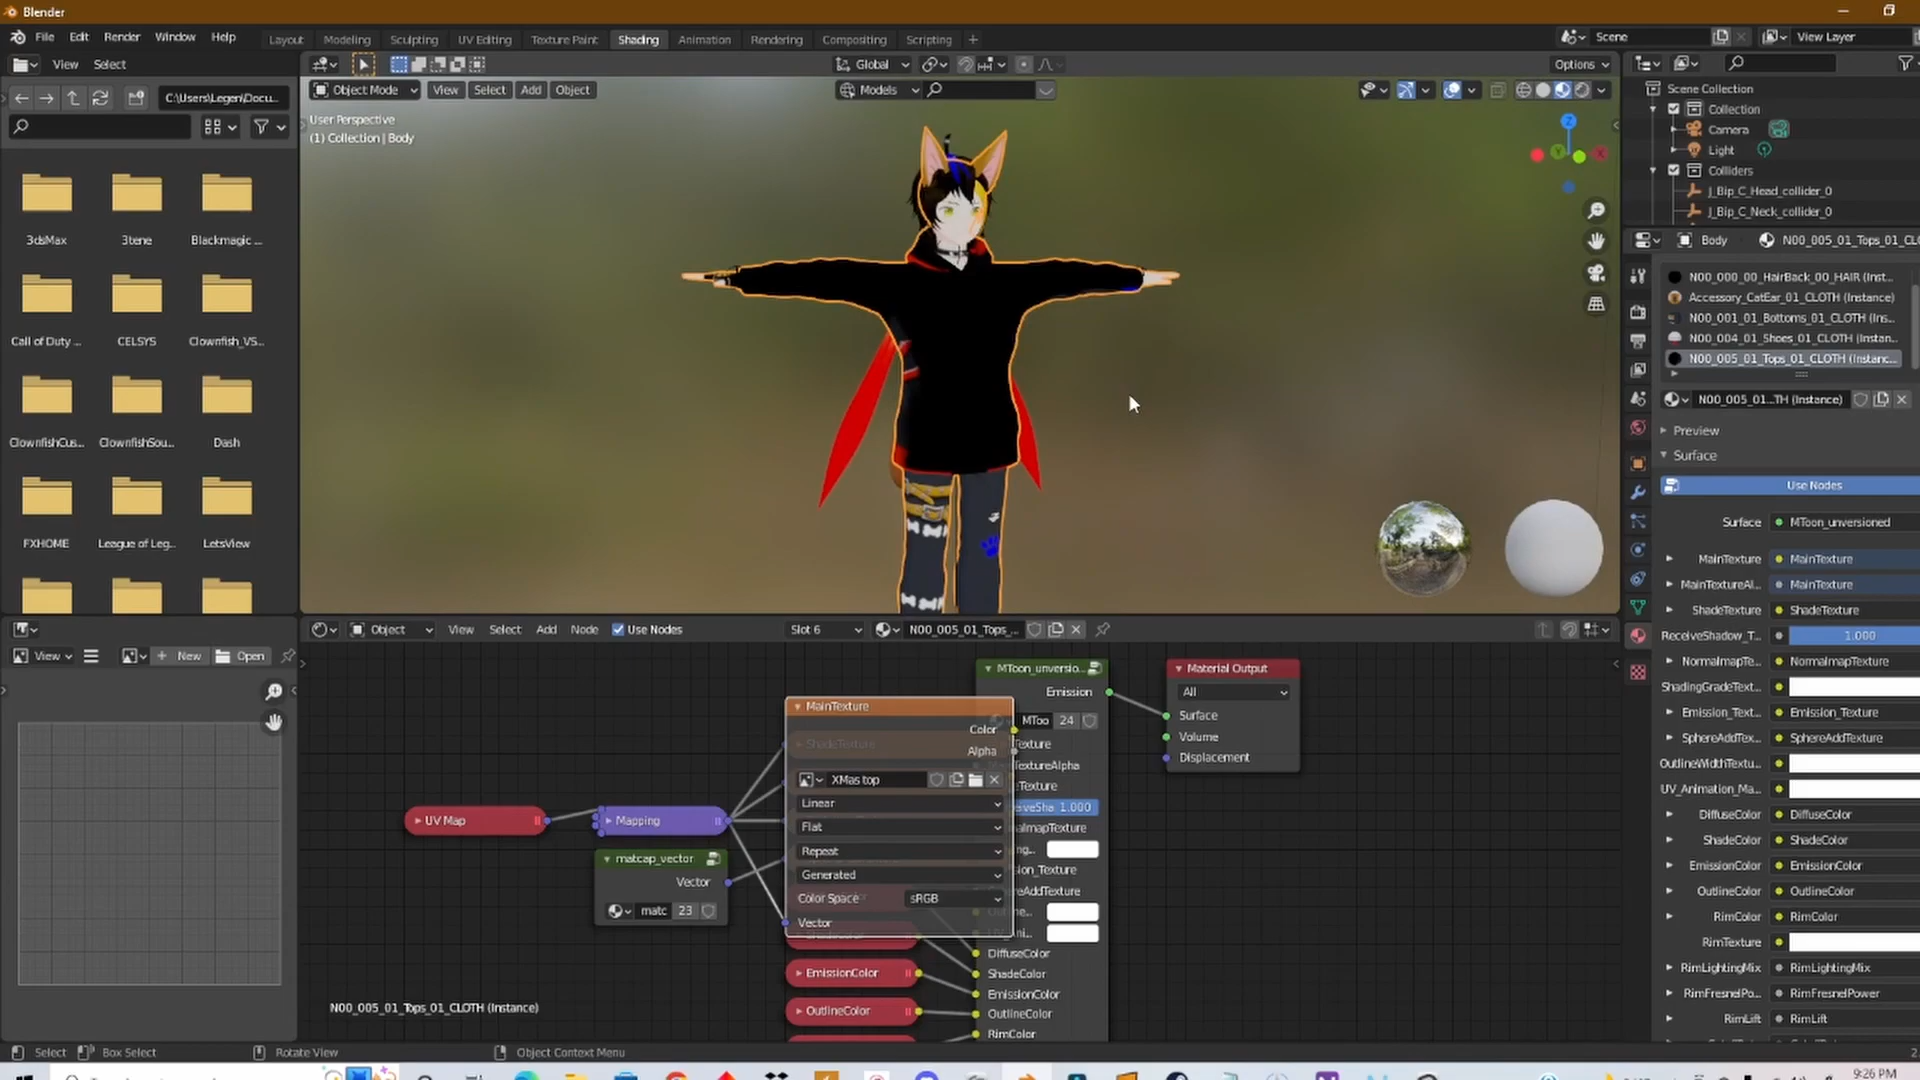 Blender
File Edit Render Window Help
Layout Modeling Sculpting UV Editing Texture Paint Shading Animation Rendering Compositing Scripting +
Scene
View Layer
View Select
Global
Options
C:\Users\Legen\Docu...
Object Mode View Select Add Object
Models
User Perspective
(1) Collection | Body
3dsMax
3tene
Blackmagic ...
Call of Duty ...
CELSYS
Clownfish_VS...
ClownfishCus...
ClownfishSou...
Dash
FXHOME
League of Leg...
LetsView
Scene Collection
Collection
Camera
Light
Colliders
J_Bip_C_Head_collider_0
J_Bip_C_Neck_collider_0
Body
N00_005_01_Tops_01_CLO
N00_000_00_HairBack_00_HAIR (Inst...
Accessory_CatEar_01_CLOTH (Instance)
N00_001_01_Bottoms_01_CLOTH (Ins...
N00_004_01_Shoes_01_CLOTH (Instan...
N00_005_01_Tops_01_CLOTH (Instanc...
N00_005_01...TH (Instance)
Preview
Surface
Use Nodes
Surface MToon_unversioned
MainTexture MainTexture
MainTextureAl... MainTexture
ShadeTexture ShadeTexture
ReceiveShadow_T... 1.000
NormalmapTe... NormalmapTexture
ShadingGradeText...
Emission_Text... Emission_Texture
SphereAddText... SphereAddTexture
OutlineWidthTextu...
UV_Animation_Ma...
DiffuseColor DiffuseColor
ShadeColor ShadeColor
EmissionColor EmissionColor
OutlineColor OutlineColor
RimColor RimColor
RimTexture
RimLightingMix RimLightingMix
RimFresnelPo... RimFresnelPower
RimLift RimLift
Object View Select Add Node Use Nodes
Slot 6
N00_005_01_Tops_...
View
+ New
Open
UV Map
Mapping
matcap_vector
Vector
matc 23
MainTexture
Color
ShadeTexture
Alpha
XMas top
Linear
Flat
Repeat
Generated
Color Space sRGB
Vector
EmissionColor
OutlineColor
MToon_unversio...
Emission
MToo 24
Texture
TextureAlpha
Texture
1.000
DiffuseColor
ShadeColor
EmissionColor
OutlineColor
RimColor
Material Output
All
Surface
Volume
Displacement
N00_005_01_Tops_01_CLOTH (Instance)
Select
Box Select
Rotate View
Object Context Menu
9:26 PM